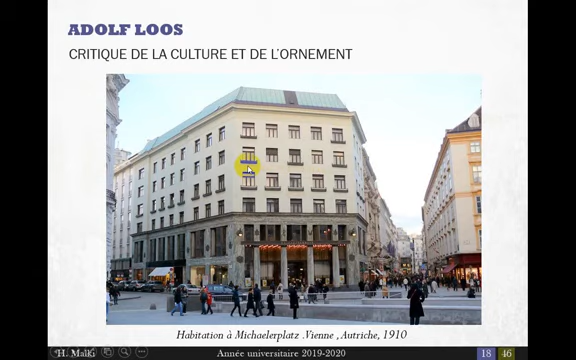 ADOLF LOOS
CRITIQUE DE LA CULTURE ET DE L'ORNEMENT
Habitation à Michaelerplatz .Vienne , Autriche, 1910
H. Malki Année universitaire 2019-2020 18 46